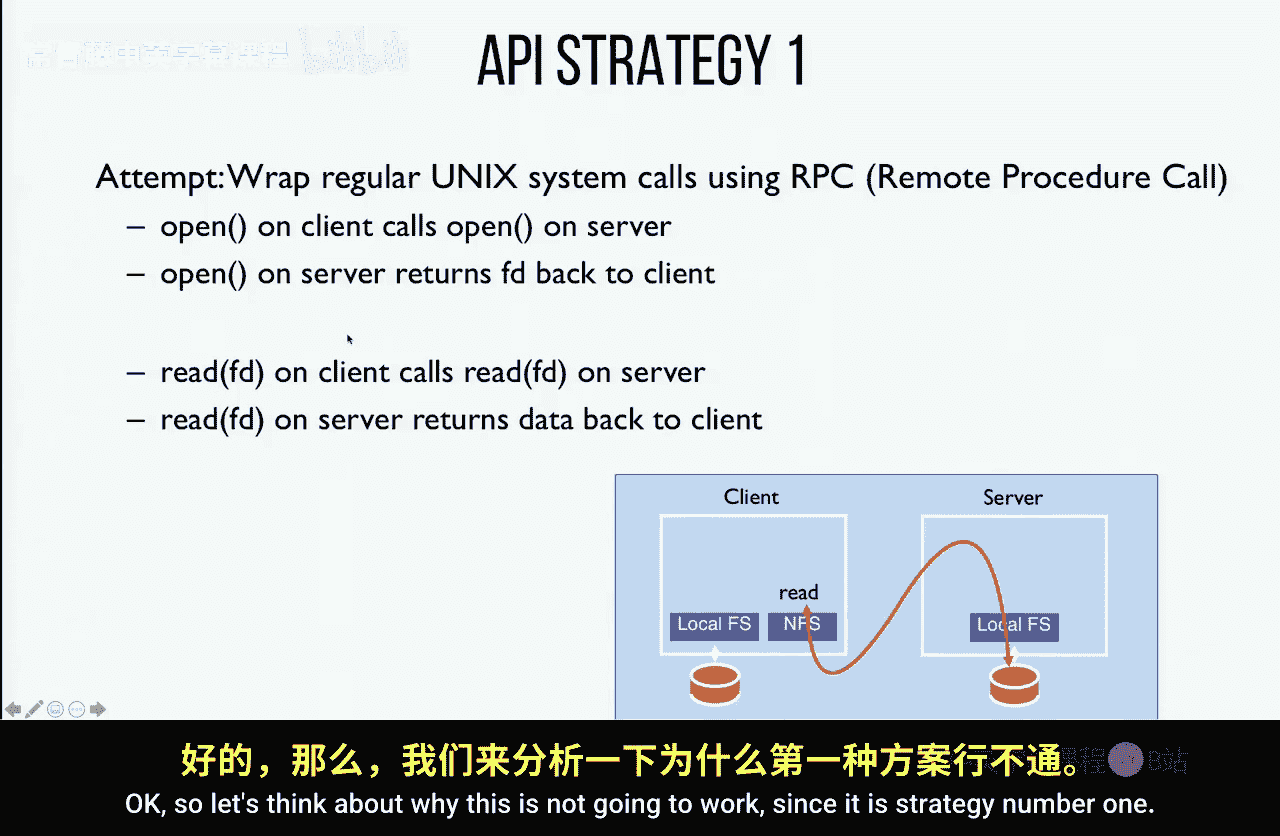 API STRATEGY 1
Attempt: Wrap regular UNIX system calls using RPC (Remote Procedure Call)
– open() on client calls open() on server
– open() on server returns fd back to client
– read(fd) on client calls read(fd) on server
– read(fd) on server returns data back to client
Client Server
read
Local FS NFS Local FS
好的，那么，我们来分析一下为什么第一种方案行不通。
OK, so let's think about why this is not going to work, since it is strategy number one.